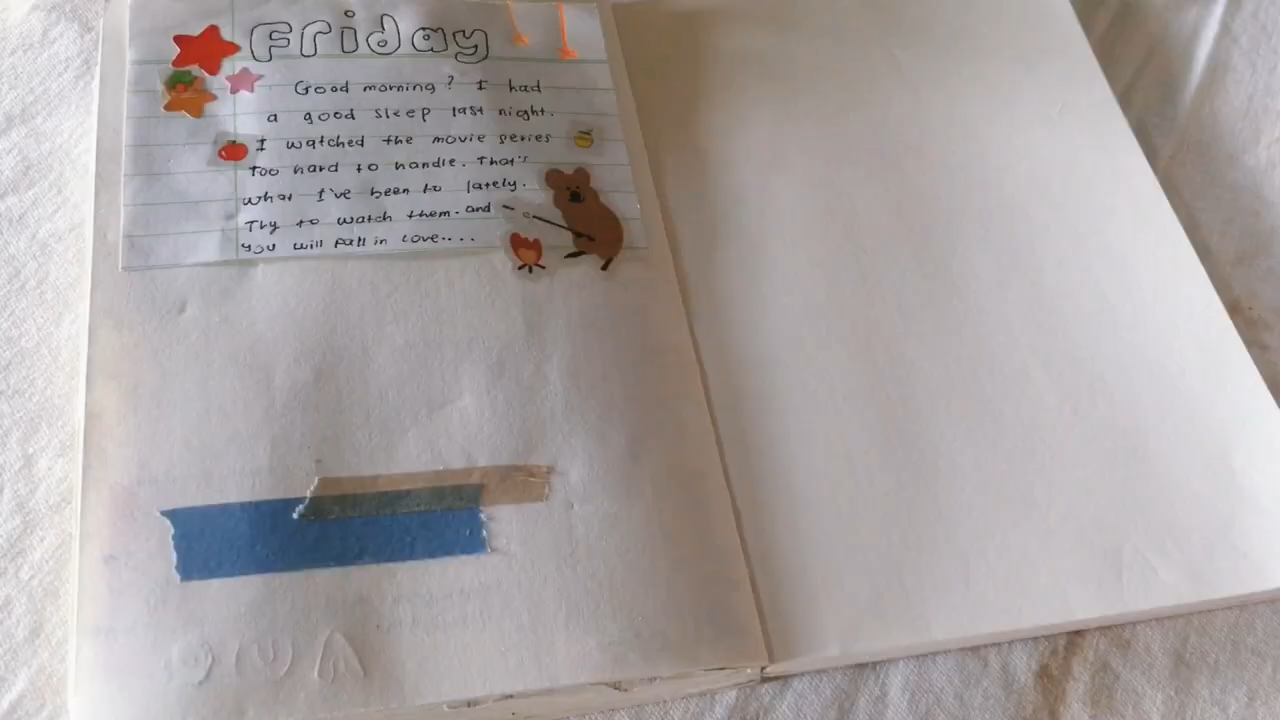 Friday
Good morning? I had
a good sleep last night.
I watched the movie series
Too hard to handle. That's
what I've been to lately.
Try to watch them. and
you will fall in love....